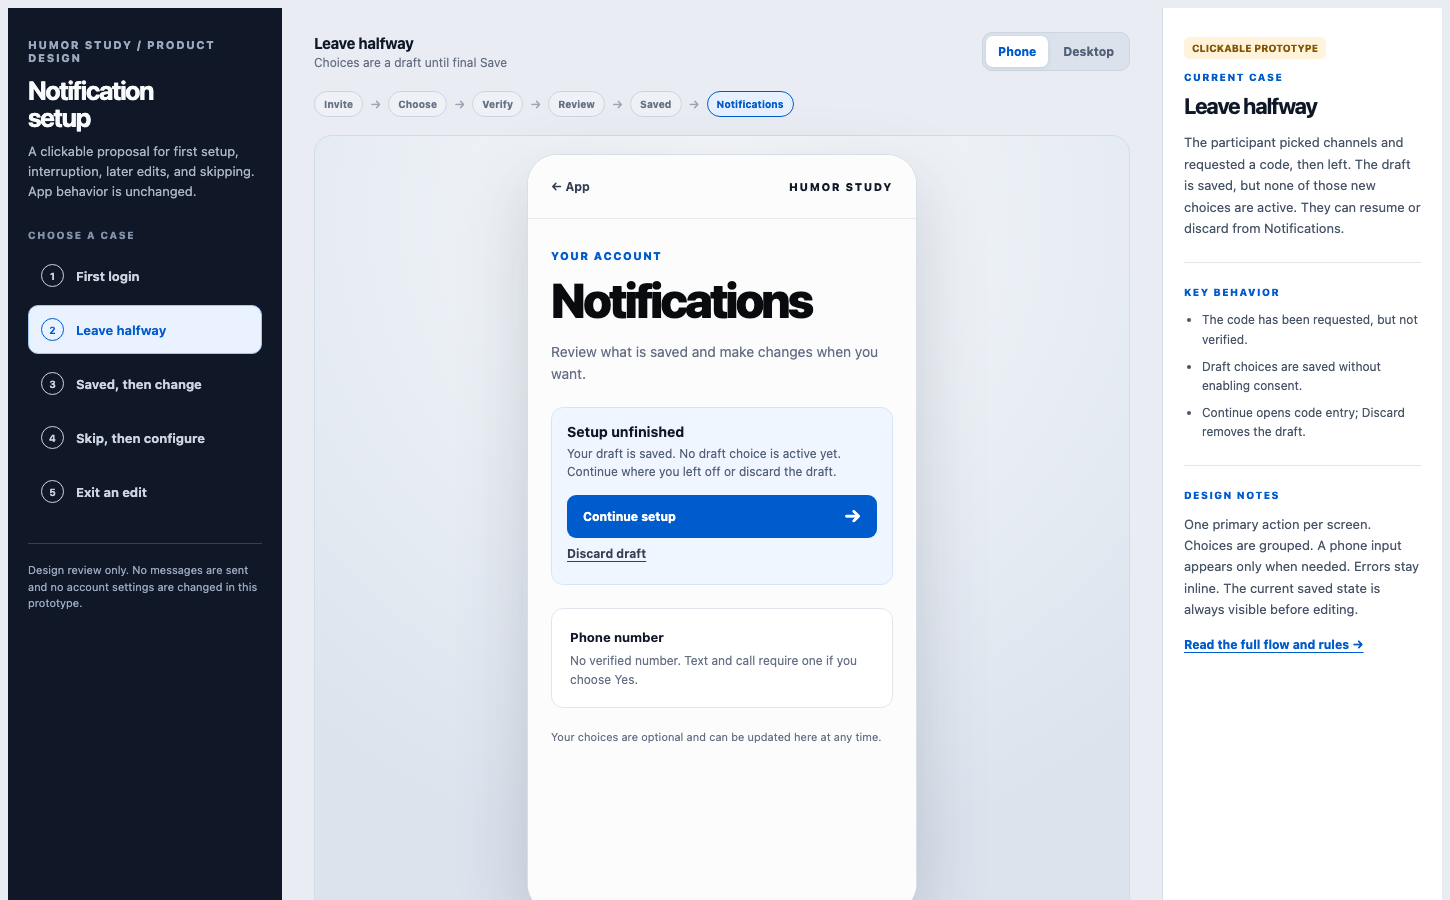 HUMOR STUDY / PRODUCT
DESIGN
Notification
setup
A clickable proposal for first setup,
interruption, later edits, and skipping.
App behavior is unchanged.
CHOOSE A CASE
1 First login
2 Leave halfway
3 Saved, then change
4 Skip, then configure
5 Exit an edit
Design review only. No messages are sent
and no account settings are changed in this
prototype.
Leave halfway
Choices are a draft until final Save
Phone Desktop
Invite → Choose → Verify → Review → Saved → Notifications
← App HUMOR STUDY
YOUR ACCOUNT
Notifications
Review what is saved and make changes when you
want.
Setup unfinished
Your draft is saved. No draft choice is active yet.
Continue where you left off or discard the draft.
Continue setup →
Discard draft
Phone number
No verified number. Text and call require one if you
choose Yes.
Your choices are optional and can be updated here at any time.
CLICKABLE PROTOTYPE
CURRENT CASE
Leave halfway
The participant picked channels and
requested a code, then left. The draft
is saved, but none of those new
choices are active. They can resume or
discard from Notifications.
KEY BEHAVIOR
• The code has been requested, but not
verified.
• Draft choices are saved without
enabling consent.
• Continue opens code entry; Discard
removes the draft.
DESIGN NOTES
One primary action per screen.
Choices are grouped. A phone input
appears only when needed. Errors stay
inline. The current saved state is
always visible before editing.
Read the full flow and rules →